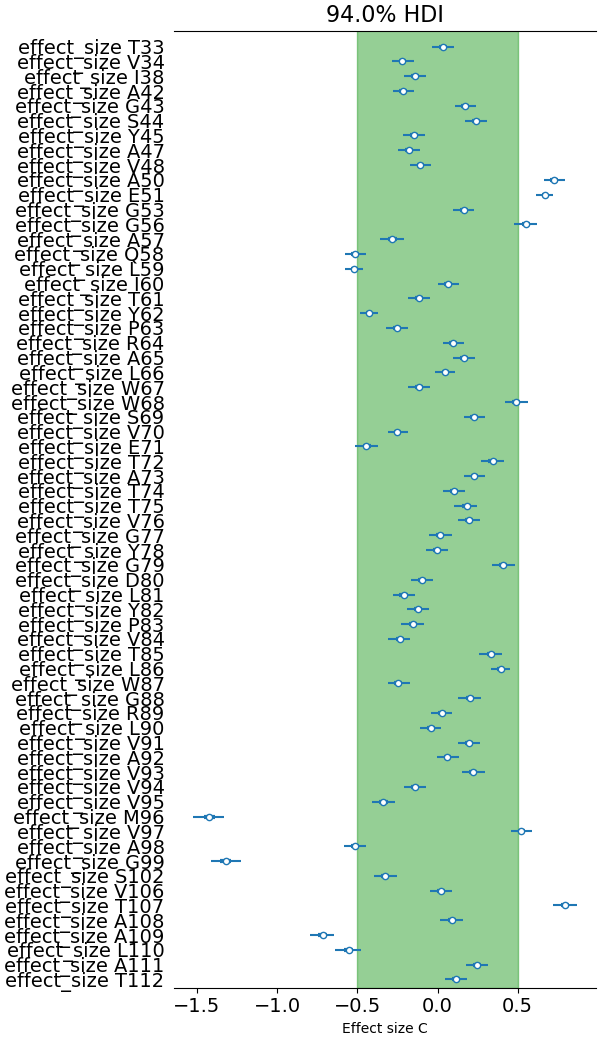 94.0% HDI
effect_size T33
effect_size V34
effect_size I38
effect_size A42
effect_size G43
effect_size S44
effect_size Y45
effect_size A47
effect_size V48
effect_size A50
effect_size E51
effect_size G53
effect_size G56
effect_size A57
effect_size Q58
effect_size L59
effect_size I60
effect_size T61
effect_size Y62
effect_size P63
effect_size R64
effect_size A65
effect_size L66
effect_size W67
effect_size W68
effect_size S69
effect_size V70
effect_size E71
effect_size T72
effect_size A73
effect_size T74
effect_size T75
effect_size V76
effect_size G77
effect_size Y78
effect_size G79
effect_size D80
effect_size L81
effect_size Y82
effect_size P83
effect_size V84
effect_size T85
effect_size L86
effect_size W87
effect_size G88
effect_size R89
effect_size L90
effect_size V91
effect_size A92
effect_size V93
effect_size V94
effect_size V95
effect_size M96
effect_size V97
effect_size A98
effect_size G99
effect_size S102
effect_size V106
effect_size T107
effect_size A108
effect_size A109
effect_size L110
effect_size A111
effect_size T112
−1.5 −1.0 −0.5 0.0 0.5
Effect size C